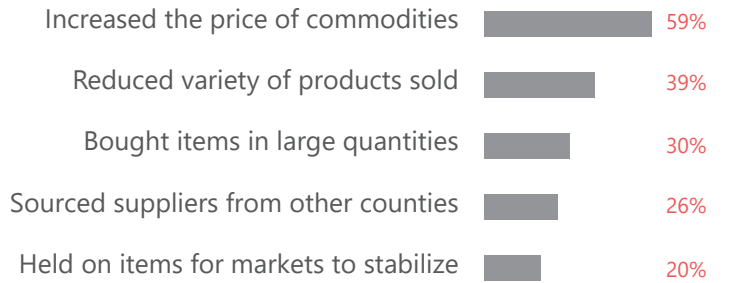 Increased the price of commodities 59%
Reduced variety of products sold 39%
Bought items in large quantities 30%
Sourced suppliers from other counties 26%
Held on items for markets to stabilize 20%